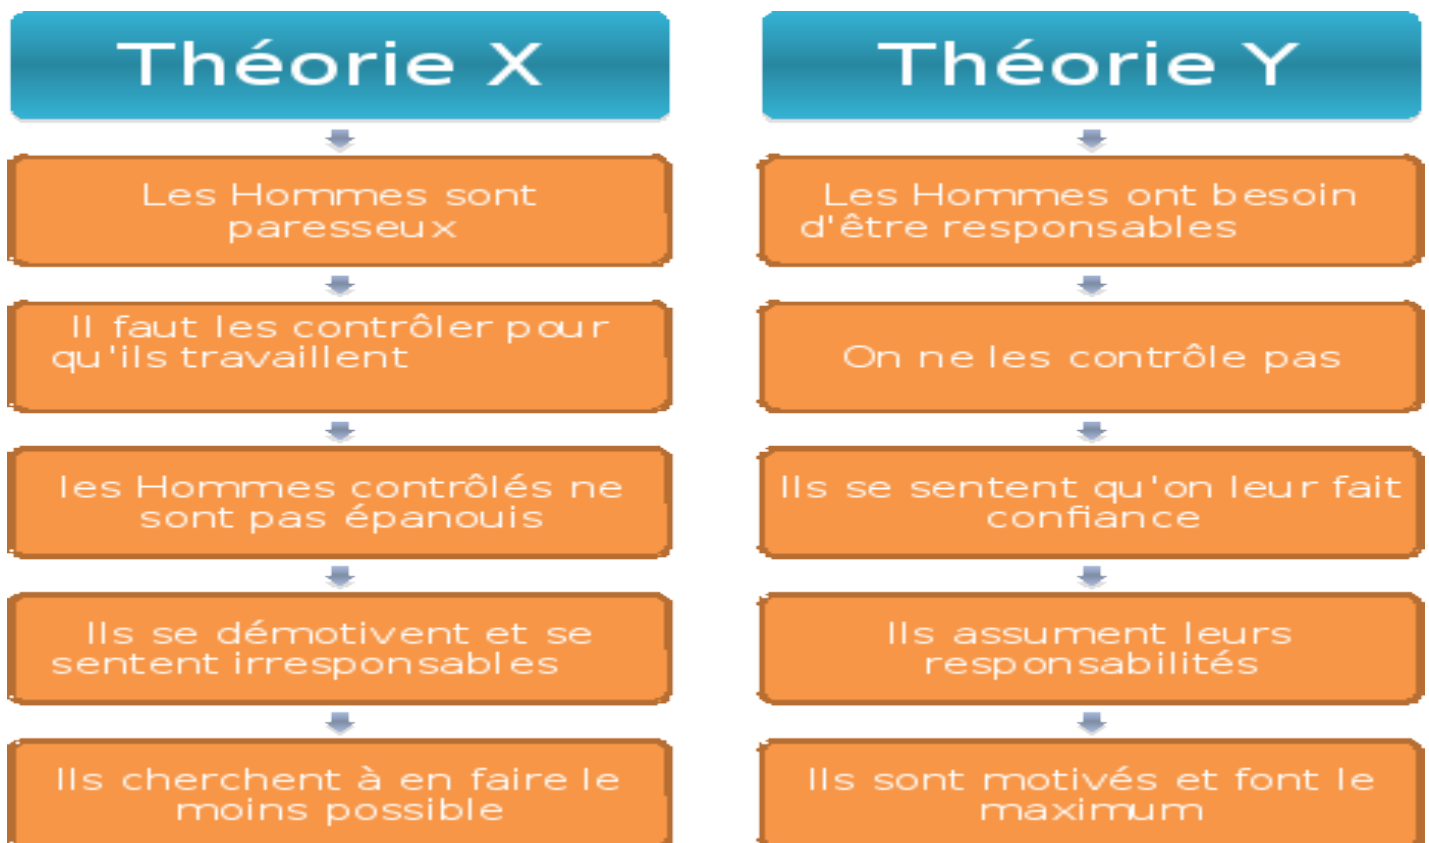 Théorie X
Les Hommes sont
paresseux
Il faut les contrôler pour
qu'ils travaillent
les Hommes contrôlés ne
sont pas épanouis
Ils se démotivent et se
sentent irresponsables
Ils cherchent à en faire le
moins possible
Théorie Y
Les Hommes ont besoin
d'être responsables
On ne les contrôle pas
Ils se sentent qu'on leur fait
confiance
Ils assument leurs
responsabilités
Ils sont motivés et font le
maximum